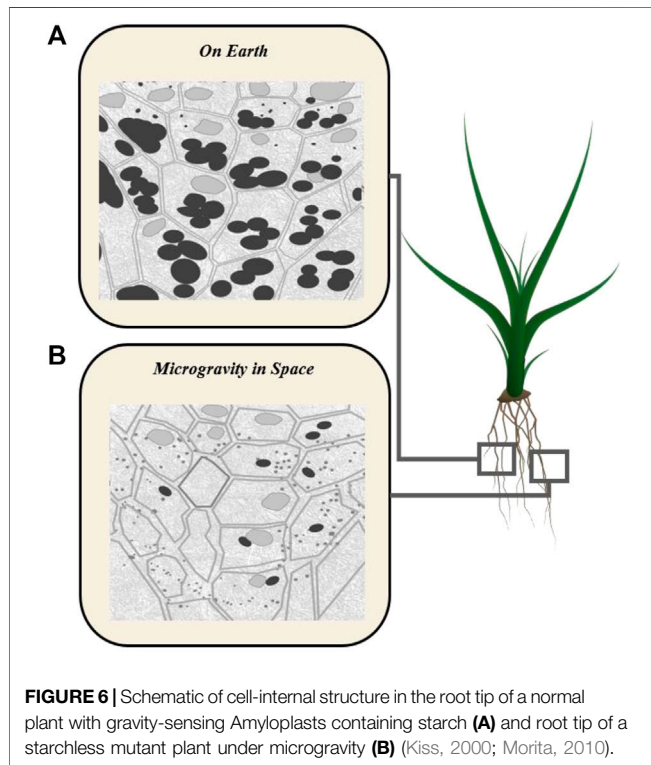 A
On Earth
B
Microgravity in Space
FIGURE 6 | Schematic of cell-internal structure in the root tip of a normal
plant with gravity-sensing Amyloplasts containing starch (A) and root tip of a
starchless mutant plant under microgravity (B) (Kiss, 2000; Morita, 2010).